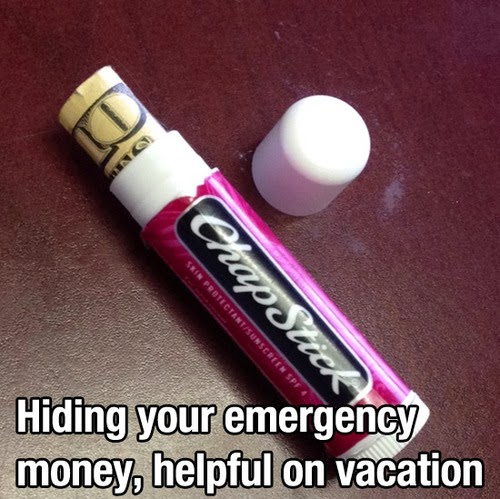 ChapStick
SKIN PROTECTANT/SUNSCREEN SPF 4
Hiding your emergency
money, helpful on vacation